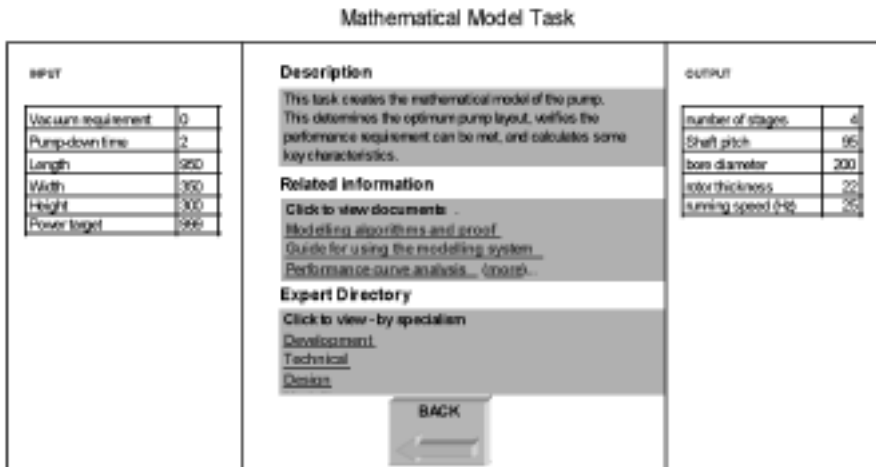 Mathematical Model Task
INPUT
Vacuum requirement 0
Pump-down time 2
Length 950
Width 350
Height 300
Power target 999
Description
This task creates the mathematical model of the pump.
This determines the optimum pump layout, verifies the
performance requirement can be met, and calculates some
key characteristics.
Related information
Click to view documents .
Modelling algorithms and proof
Guide for using the modelling system
Performance curve analysis (more)...
Expert Directory
Click to view - by specialism
Development
Technical
Design
BACK
OUTPUT
number of stages 4
Shaft pitch 95
bore diameter 200
rotor thickness 22
running speed (Hz) 25